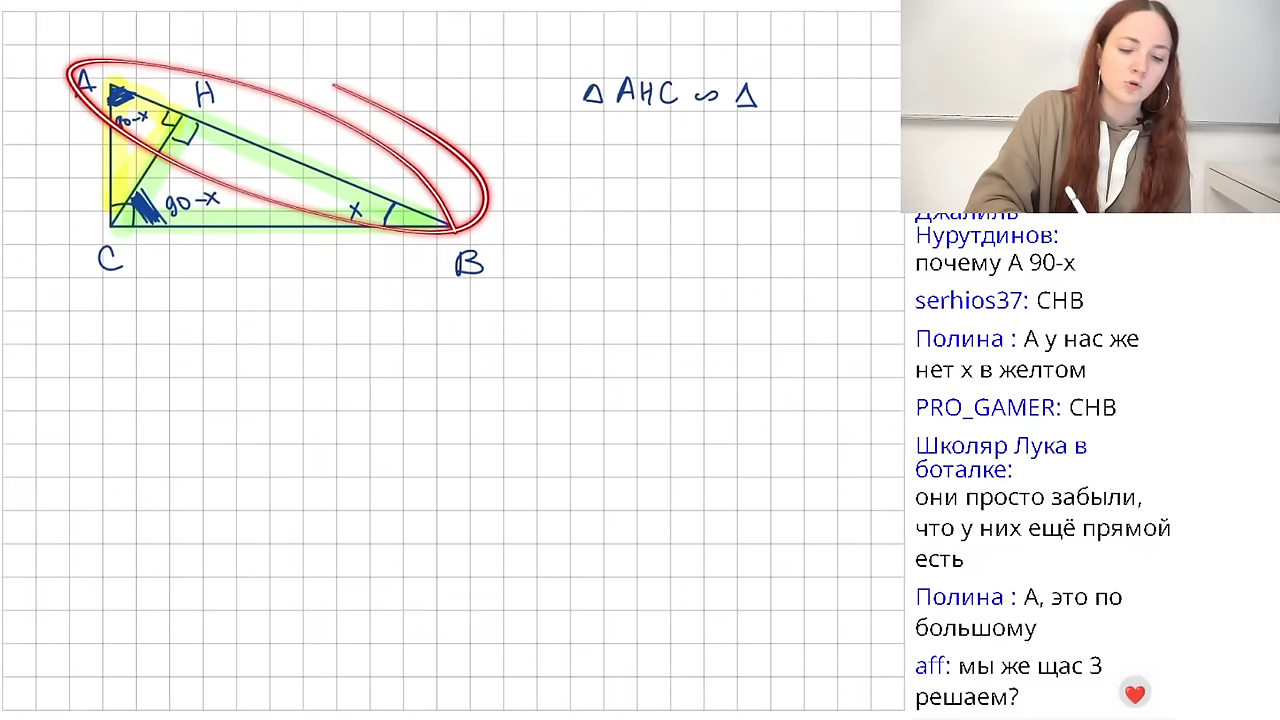 A
H
△ AHC ∽ △
90-x
90-x
x
C
B
Джалиль
Нурутдинов:
почему А 90-х
serhios37: СНВ
Полина : А у нас же
нет х в желтом
PRO_GAMER: СНВ
Школяр Лука в
боталке:
они просто забыли,
что у них ещё прямой
есть
Полина : А, это по
большому
aff: мы же щас 3
решаем?